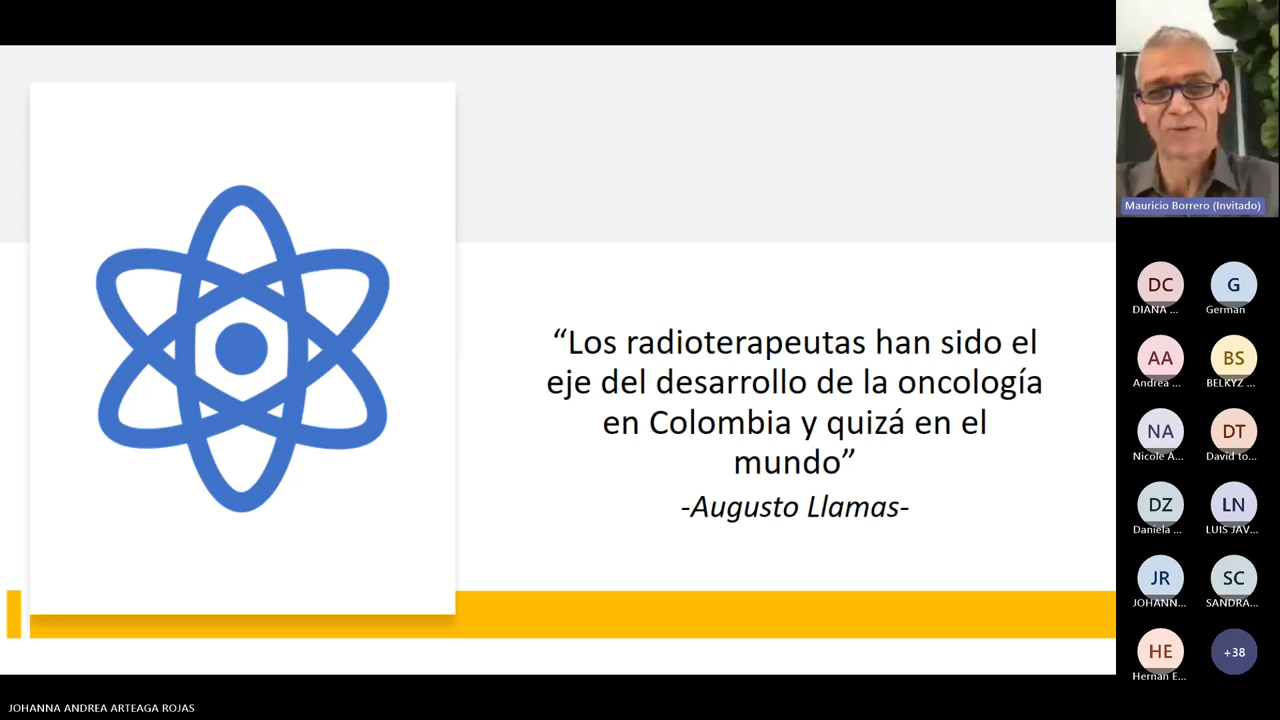 “Los radioterapeutas han sido el
eje del desarrollo de la oncología
en Colombia y quizá en el
mundo”
-Augusto Llamas-
Mauricio Borrero (Invitado)
DC
DIANA ...
G
German
AA
Andrea ...
BS
BELKYZ ...
NA
Nicole A...
DT
David to...
DZ
Daniela ...
LN
LUIS JAV...
JR
JOHANN...
SC
SANDRA...
HE
Hernan E...
+38
JOHANNA ANDREA ARTEAGA ROJAS